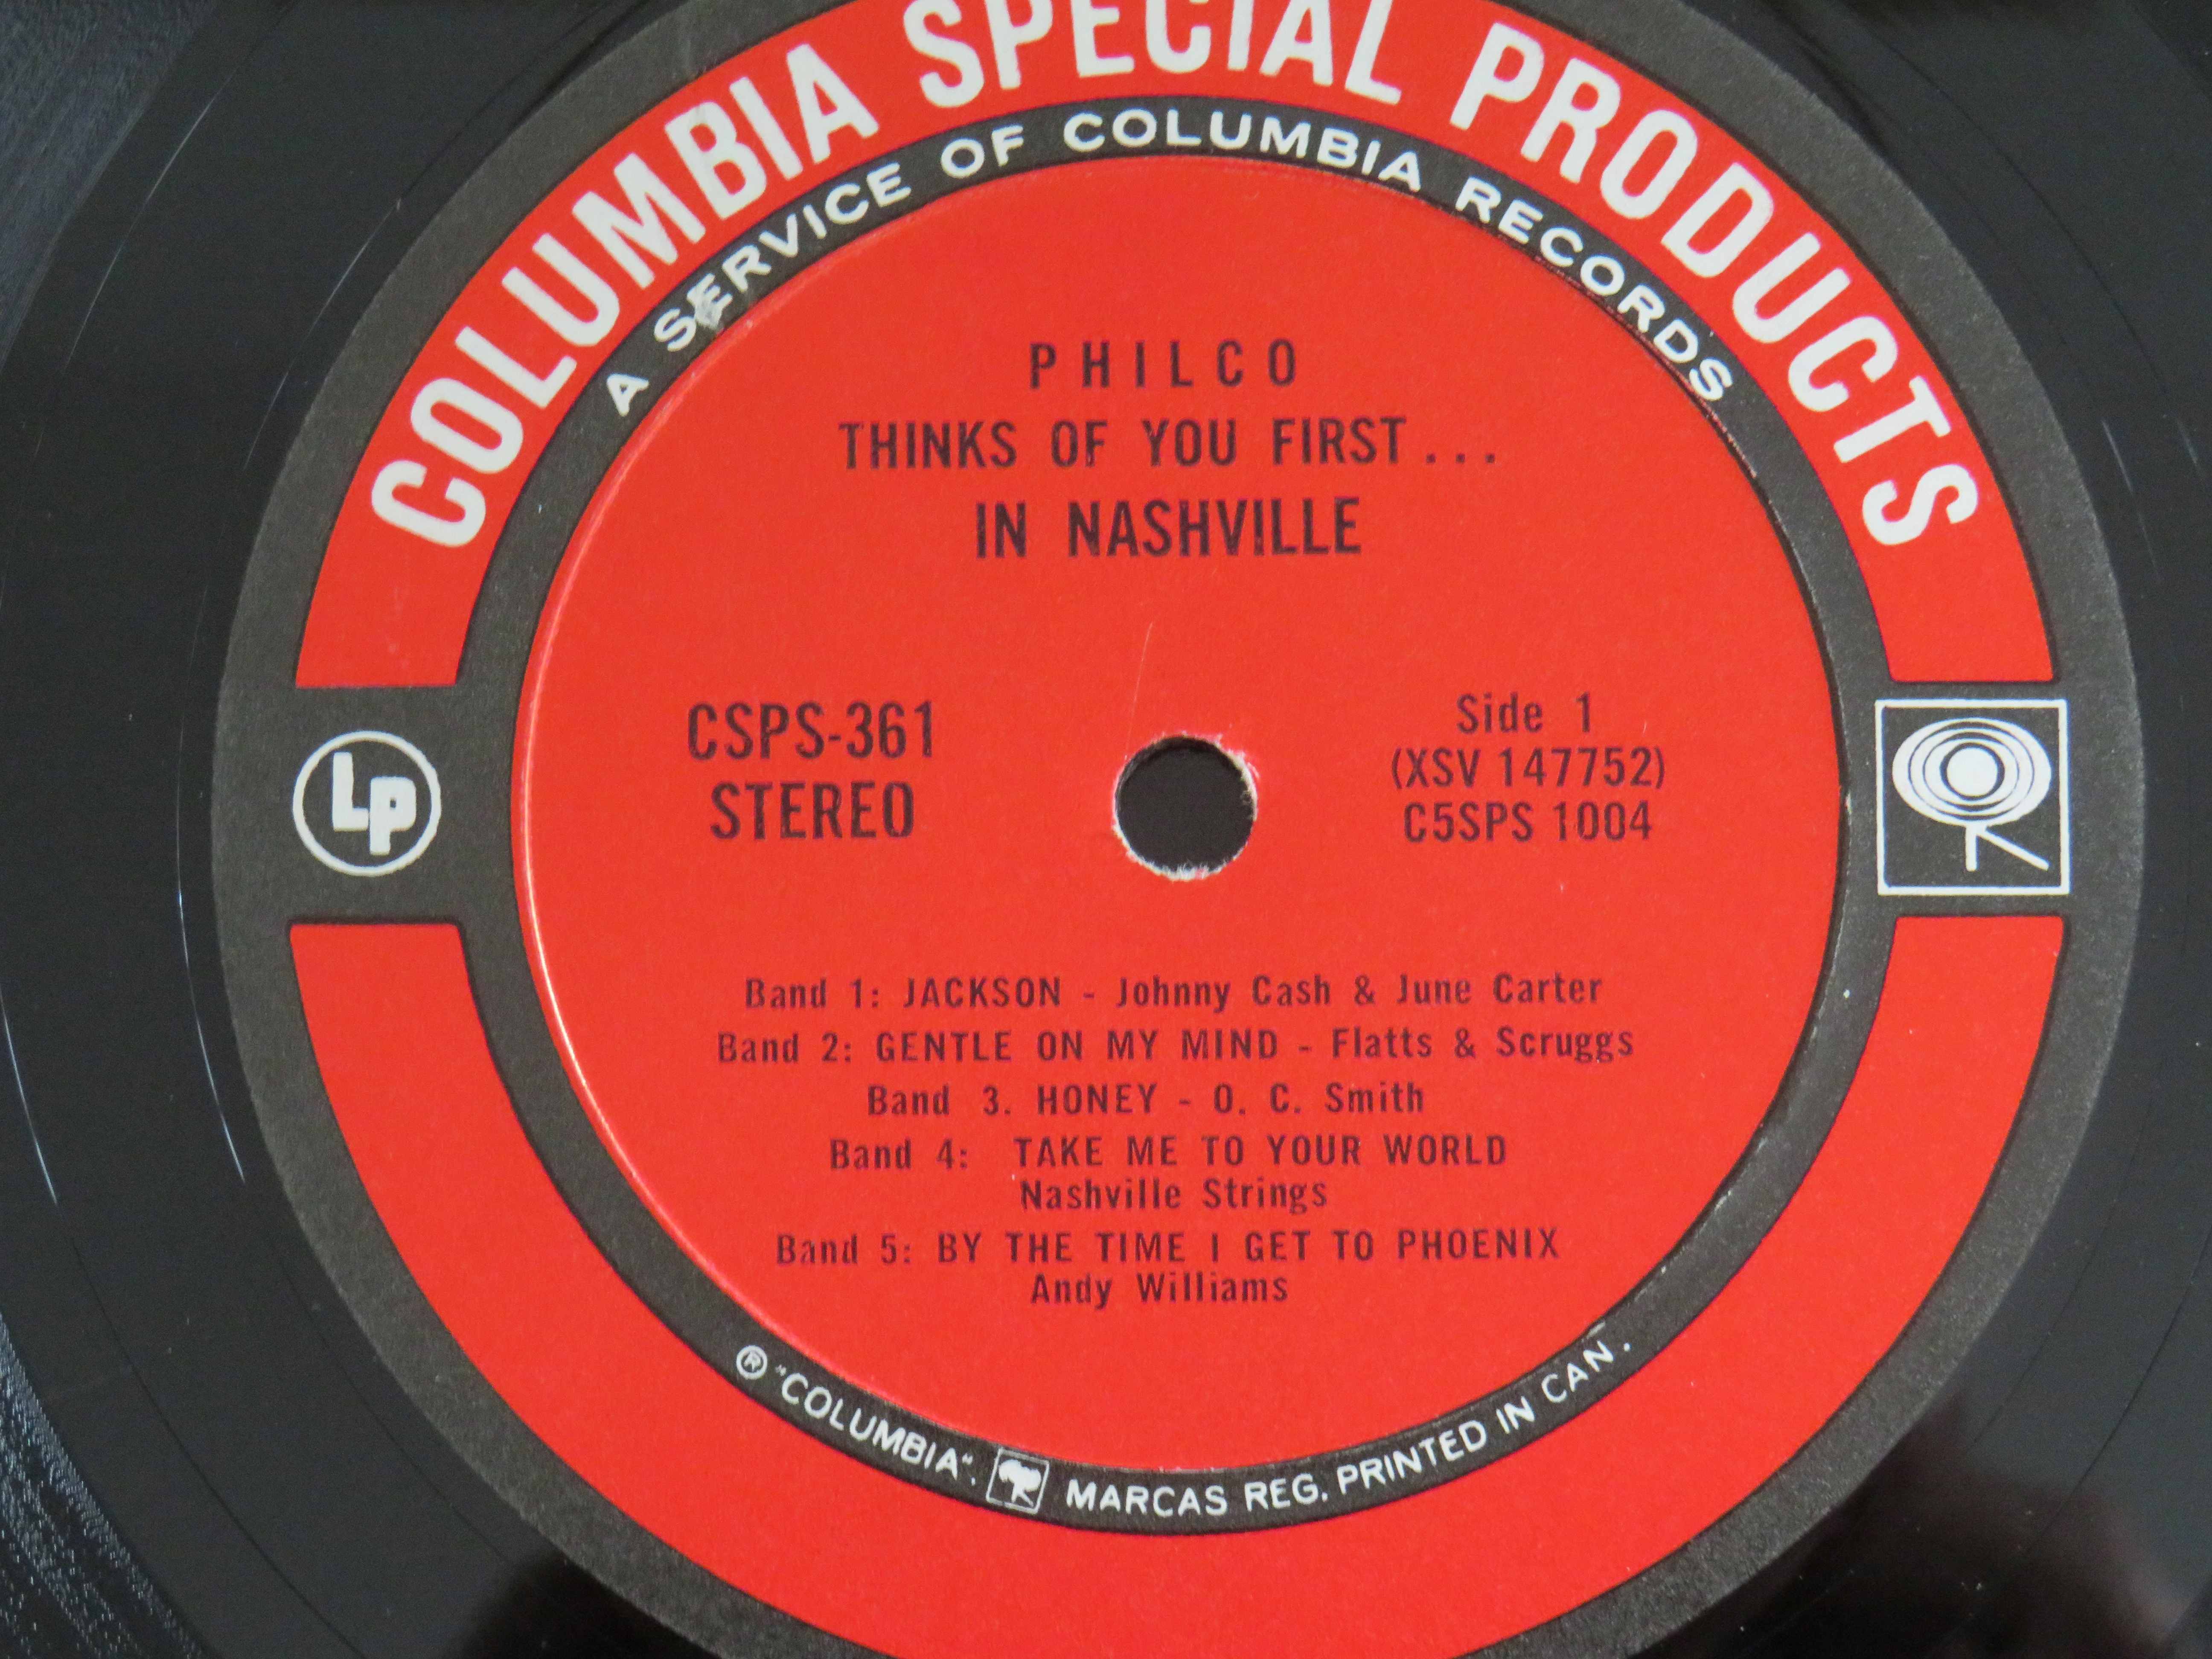 COLUMBIA SPECIAL PRODUCTS
A SERVICE OF COLUMBIA RECORDS
PHILCO
THINKS OF YOU FIRST...
IN NASHVILLE
CSPS-361
STEREO
Side 1
(XSV 147752)
C5SPS 1004
Lp
Band 1: JACKSON - Johnny Cash & June Carter
Band 2: GENTLE ON MY MIND - Flatts & Scruggs
Band 3. HONEY - O. C. Smith
Band 4: TAKE ME TO YOUR WORLD
Nashville Strings
Band 5: BY THE TIME I GET TO PHOENIX
Andy Williams
® "COLUMBIA", MARCAS REG. PRINTED IN CAN.